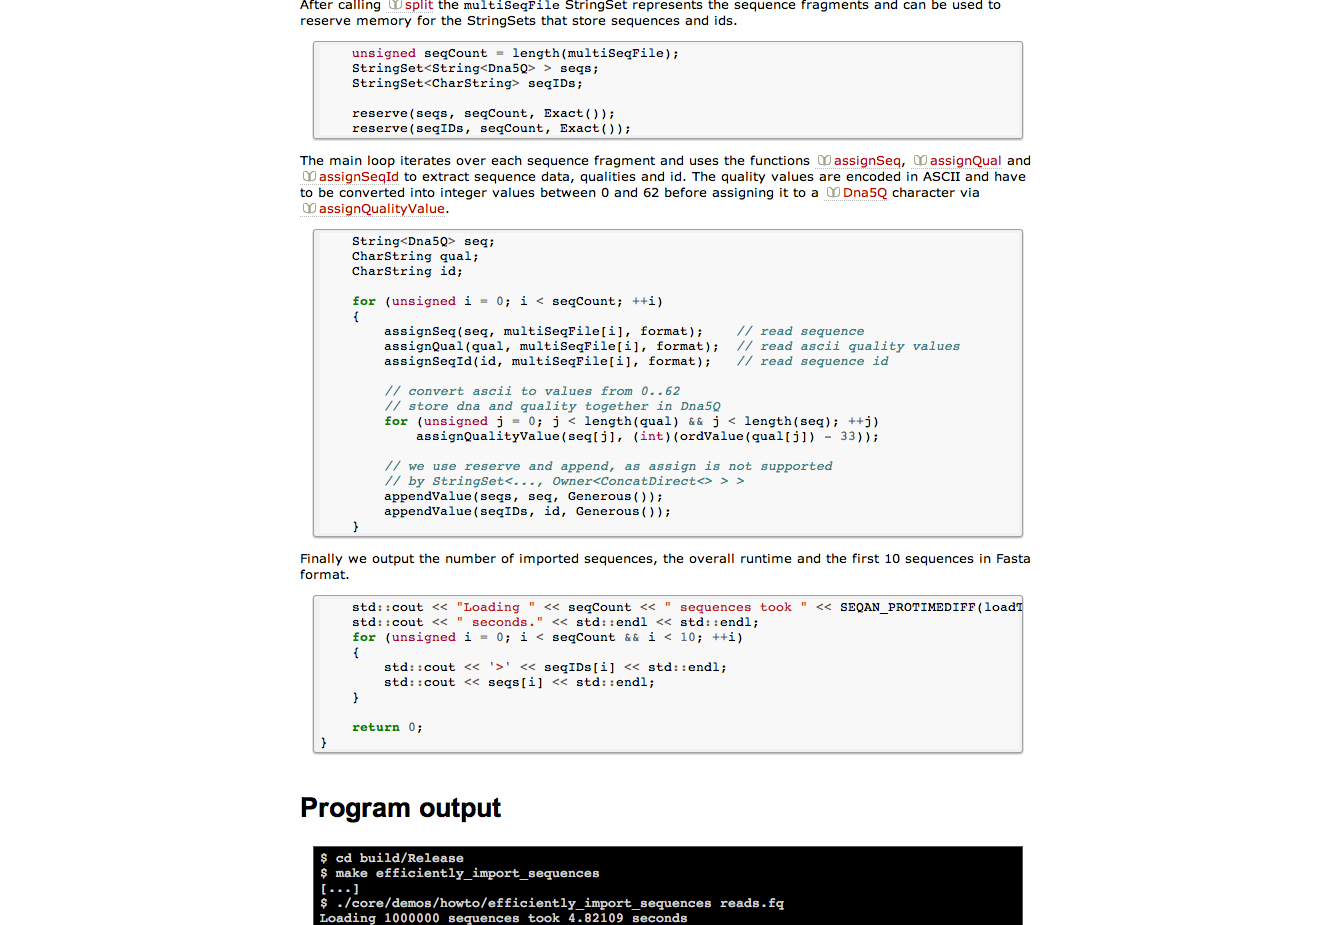 After calling split the multiSeqFile StringSet represents the sequence fragments and can be used to
reserve memory for the StringSets that store sequences and ids.
unsigned seqCount = length(multiSeqFile);
StringSet<String<Dna5Q> > seqs;
StringSet<CharString> seqIDs;
reserve(seqs, seqCount, Exact());
reserve(seqIDs, seqCount, Exact());
The main loop iterates over each sequence fragment and uses the functions assignSeq, assignQual and
assignSeqId to extract sequence data, qualities and id. The quality values are encoded in ASCII and have
to be converted into integer values between 0 and 62 before assigning it to a Dna5Q character via
assignQualityValue.
String<Dna5Q> seq;
CharString qual;
CharString id;
for (unsigned i = 0; i < seqCount; ++i)
{
assignSeq(seq, multiSeqFile[i], format);    // read sequence
assignQual(qual, multiSeqFile[i], format);  // read ascii quality values
assignSeqId(id, multiSeqFile[i], format);   // read sequence id
// convert ascii to values from 0..62
// store dna and quality together in Dna5Q
for (unsigned j = 0; j < length(qual) && j < length(seq); ++j)
assignQualityValue(seq[j], (int)(ordValue(qual[j]) - 33));
// we use reserve and append, as assign is not supported
// by StringSet<..., Owner<ConcatDirect<> > >
appendValue(seqs, seq, Generous());
appendValue(seqIDs, id, Generous());
}
Finally we output the number of imported sequences, the overall runtime and the first 10 sequences in Fasta
format.
std::cout << "Loading " << seqCount << " sequences took " << SEQAN_PROTIMEDIFF(loadT
std::cout << " seconds." << std::endl << std::endl;
for (unsigned i = 0; i < seqCount && i < 10; ++i)
{
std::cout << '>' << seqIDs[i] << std::endl;
std::cout << seqs[i] << std::endl;
}
return 0;
}
Program output
$ cd build/Release
$ make efficiently_import_sequences
[...]
$ ./core/demos/howto/efficiently_import_sequences reads.fq
Loading 1000000 sequences took 4.82109 seconds